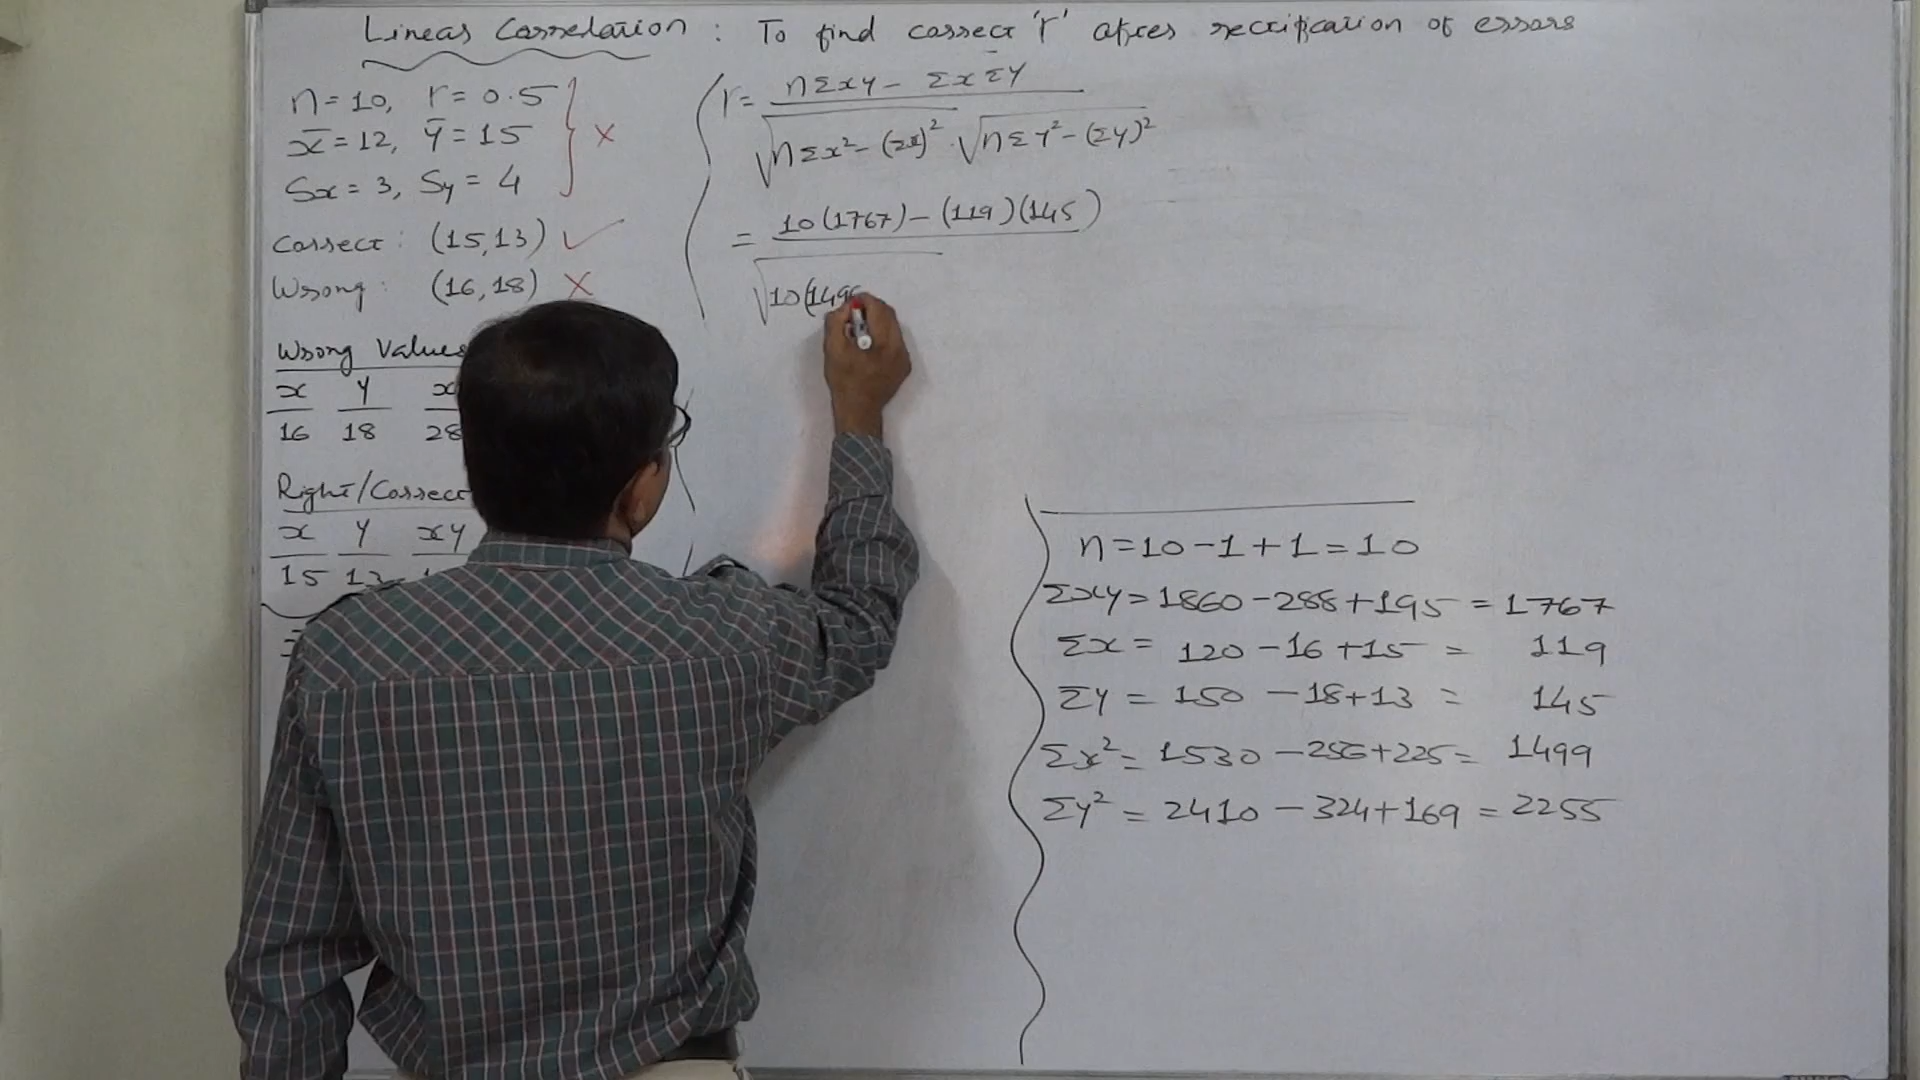 Linear Correlation : To find correct 'r' after rectification of errors
n = 10, r = 0.5
x̄ = 12, ȳ = 15
Sx = 3, Sy = 4
×
Correct : (15,13) ✓
Wrong : (16,18) ×
Wrong Values
x y
16 18 28
Right/Correct
x y xy
15 13
r = nΣxy - Σx Σy
√nΣx² - (Σx)² . √nΣy² - (Σy)²
= 10(1767) - (119)(145)
√10(149
n = 10 - 1 + 1 = 10
Σxy = 1860 - 288 + 195 = 1767
Σx = 120 - 16 + 15 = 119
Σy = 150 - 18 + 13 = 145
Σx² = 1530 - 256 + 225 = 1499
Σy² = 2410 - 324 + 169 = 2255